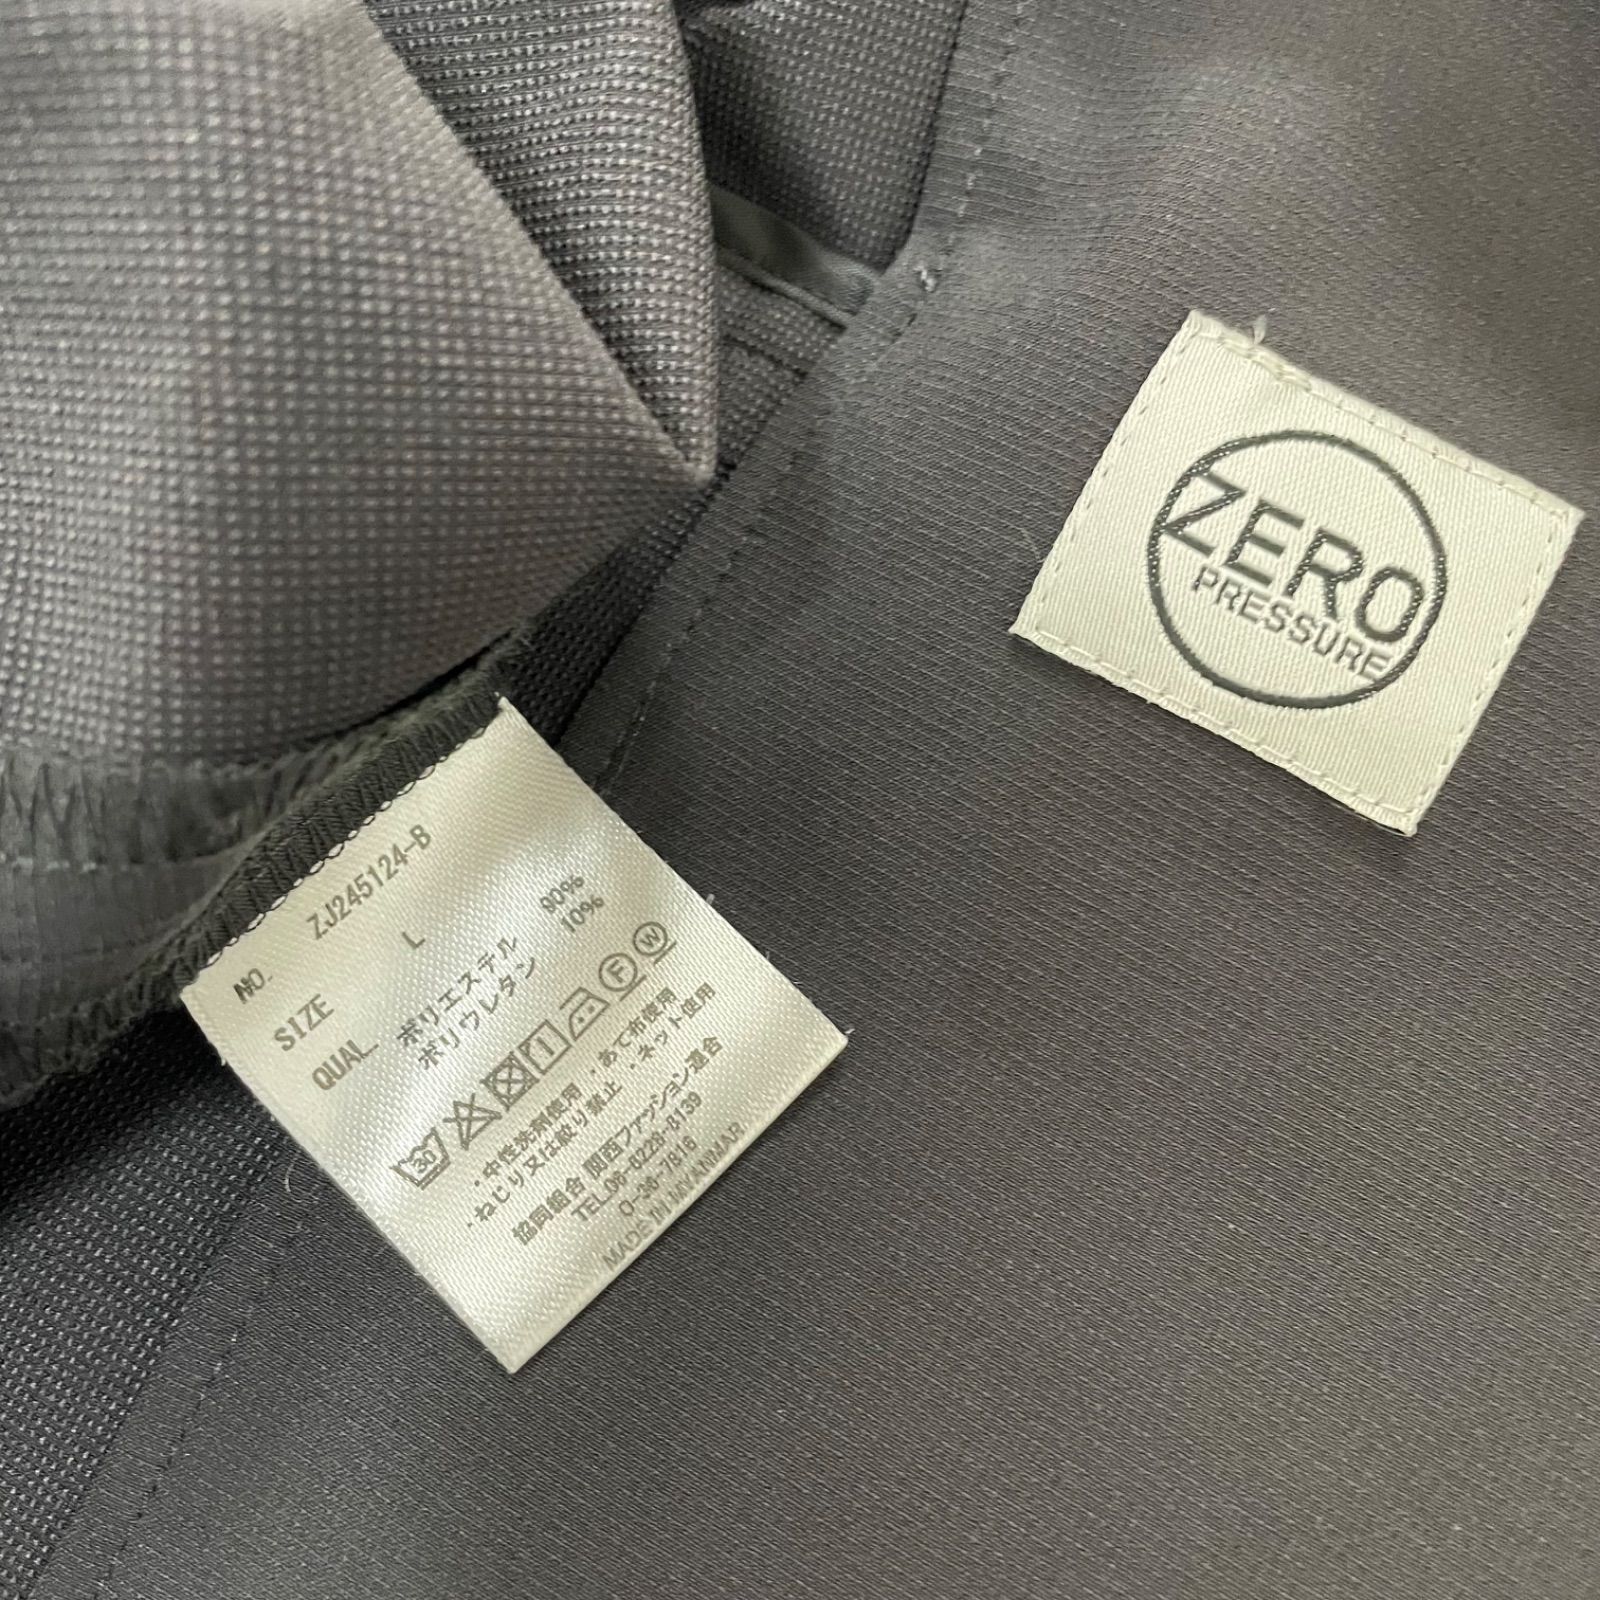 ZERO
PRESSURE
NO. ZJ245124-B
SIZE L
QUAL ポリエステル 90%
ポリウレタン 10%
30 F W
・中性洗剤使用・あて布使用
・ねじり又は絞り禁止・ネット使用
協同組合 関西ファッション連合
TEL.06-6228-8139
0-36-7816
MADE IN MYANMAR